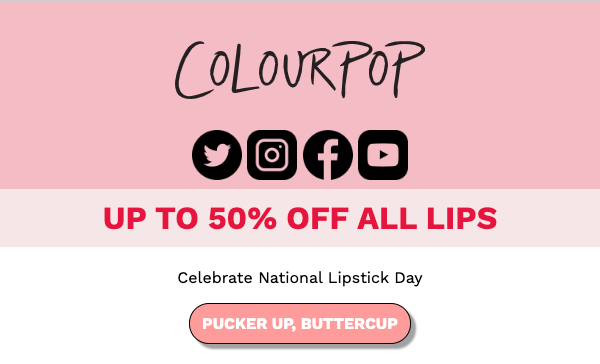 COLOURPOP
UP TO 50% OFF ALL LIPS
Celebrate National Lipstick Day
PUCKER UP, BUTTERCUP